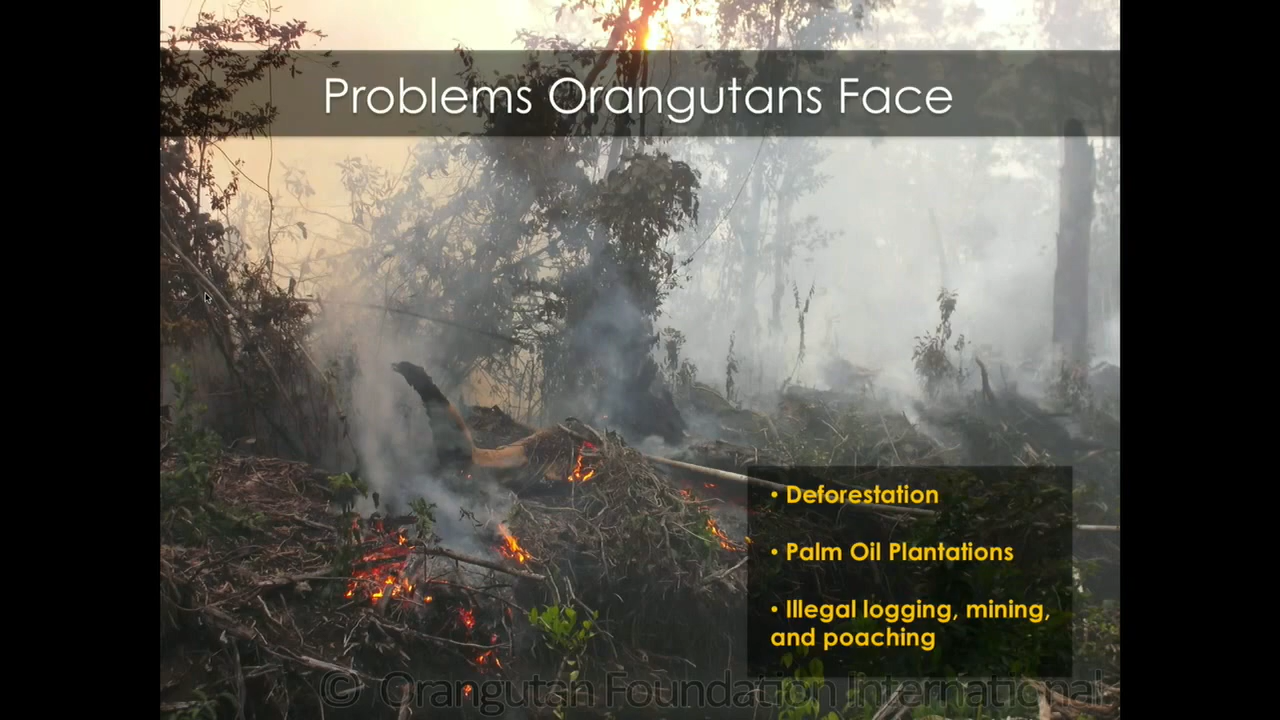 Problems Orangutans Face
• Deforestation
• Palm Oil Plantations
• Illegal logging, mining,
and poaching
© Orangutan Foundation International